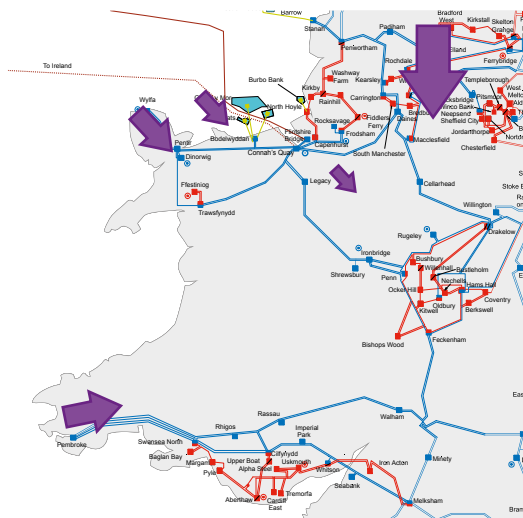 Barrow
Stanah
Padiham
Bradford
West
Kirkstall
Skelton
Grange
Penwortham
Elland
Ferrybridge
To Ireland
Rochdale
Washway
Farm
Kearsley
Templeborough
Burbo Bank
Kirkby
Wylfa
Rainhill
Carrington
Pitsmoor
West
North Hoyle
Winco Bank
Neepsend
Sheffield City
Rocksavage
Fiddlers
Ferry
Bodelwyddan
Flintshire
Bridge
Frodsham
Jordanthorpe
Pentir
Capenhurst
Macclesfield
Chesterfield
Dinorwig
Connah's Quay
South Manchester
Ffestiniog
Legacy
Cellarhead
Trawsfynydd
Willington
Rugeley
Drakelow
Ironbridge
Bushbury
Willenhall
Bustleholm
Shrewsbury
Penn
Nechells
Hams Hall
Ocker Hill
Oldbury
Coventry
Kitwell
Berkswell
Bishops Wood
Feckenham
Walham
Rassau
Rhigos
Imperial
Park
Pembroke
Swansea North
Baglan Bay
Cilfynydd
Upper Boat
Uskmouth
Margam
Alpha Steel
Whitson
Iron Acton
Minety
Pyle
Seabank
Tremorfa
Aberthaw
Cardiff
East
Melksham